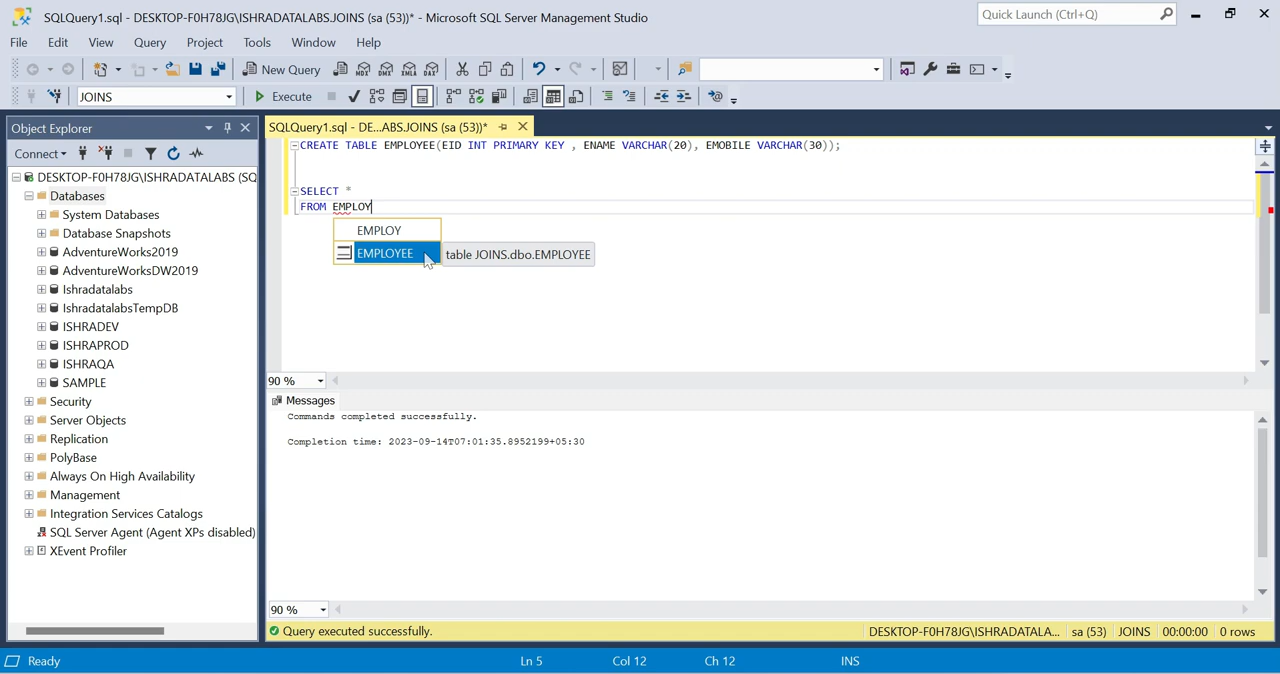 SQLQuery1.sql - DESKTOP-F0H78JG\ISHRADATALABS.JOINS (sa (53))* - Microsoft SQL Server Management Studio
Quick Launch (Ctrl+Q)
File Edit View Query Project Tools Window Help
New Query MDX DMX XMLA DAX
JOINS Execute
Object Explorer
SQLQuery1.sql - DE...ABS.JOINS (sa (53))*
Connect
DESKTOP-F0H78JG\ISHRADATALABS (SQ
Databases
System Databases
Database Snapshots
AdventureWorks2019
AdventureWorksDW2019
Ishradatalabs
IshradatalabsTempDB
ISHRADEV
ISHRAPROD
ISHRAQA
SAMPLE
Security
Server Objects
Replication
PolyBase
Always On High Availability
Management
Integration Services Catalogs
SQL Server Agent (Agent XPs disabled)
XEvent Profiler
CREATE TABLE EMPLOYEE(EID INT PRIMARY KEY , ENAME VARCHAR(20), EMOBILE VARCHAR(30));
SELECT *
FROM EMPLOY
EMPLOY
EMPLOYEE table JOINS.dbo.EMPLOYEE
90 %
Messages
Commands completed successfully.
Completion time: 2023-09-14T07:01:35.8952199+05:30
90 %
Query executed successfully. DESKTOP-F0H78JG\ISHRADATALA... sa (53) JOINS 00:00:00 0 rows
Ready Ln 5 Col 12 Ch 12 INS